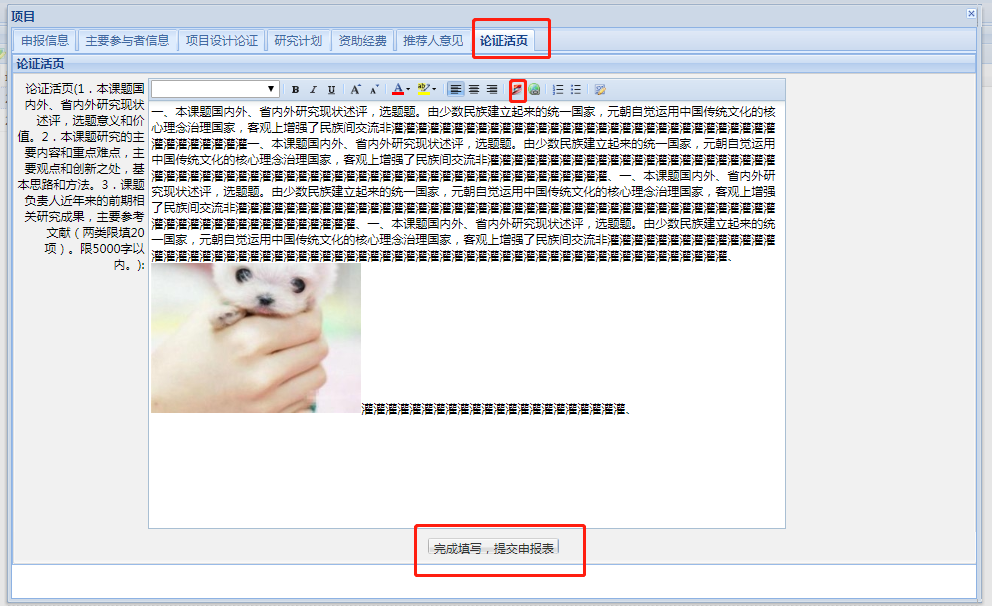 项目
申报信息 主要参与者信息 项目设计论证 研究计划 资助经费 推荐人意见 论证活页
论证活页
论证活页(1．本课题国
内外、省内外研究现状
述评，选题意义和价
值。2．本课题研究的主
要内容和重点难点，主
要观点和创新之处，基
本思路和方法。3．课题
负责人近年来的前期相
关研究成果，主要参考
文献（两类限填20
项）。限5000字以
内。):
B I U A A A
一、本课题国内外、省内外研究现状述评，选题题。由少数民族建立起来的统一国家，元朝自觉运用中国传统文化的核
心理念治理国家，客观上增强了民族间交流非灌灌灌灌灌灌灌灌灌灌灌灌灌灌灌灌灌灌灌灌灌灌灌灌灌灌灌灌灌灌灌灌
灌灌灌灌灌灌灌灌一、本课题国内外、省内外研究现状述评，选题题。由少数民族建立起来的统一国家，元朝自觉运用
中国传统文化的核心理念治理国家，客观上增强了民族间交流非灌灌灌灌灌灌灌灌灌灌灌灌灌灌灌灌灌灌灌灌灌灌灌灌
灌灌灌灌灌灌灌灌灌灌灌灌灌灌灌灌灌灌灌灌灌灌灌灌灌灌灌灌灌灌灌灌灌灌灌灌灌灌、一、本课题国内外、省内外研
究现状述评，选题题。由少数民族建立起来的统一国家，元朝自觉运用中国传统文化的核心理念治理国家，客观上增强
了民族间交流非灌灌灌灌灌灌灌灌灌灌灌灌灌灌灌灌灌灌灌灌灌灌灌灌灌灌灌灌灌灌灌灌灌灌灌灌灌灌灌灌灌灌灌灌灌
灌灌灌灌灌灌灌灌灌灌灌灌灌灌灌灌灌、一、本课题国内外、省内外研究现状述评，选题题。由少数民族建立起来的统
一国家，元朝自觉运用中国传统文化的核心理念治理国家，客观上增强了民族间交流非灌灌灌灌灌灌灌灌灌灌灌灌灌灌
灌灌灌灌灌灌灌灌灌灌灌灌灌灌灌灌灌灌灌灌灌灌灌灌灌灌灌灌灌灌灌灌灌灌灌灌灌灌灌灌灌灌灌灌灌灌灌灌、
灌灌灌灌灌灌灌灌灌灌灌灌灌灌灌灌灌灌灌灌灌灌、
完成填写，提交申报表